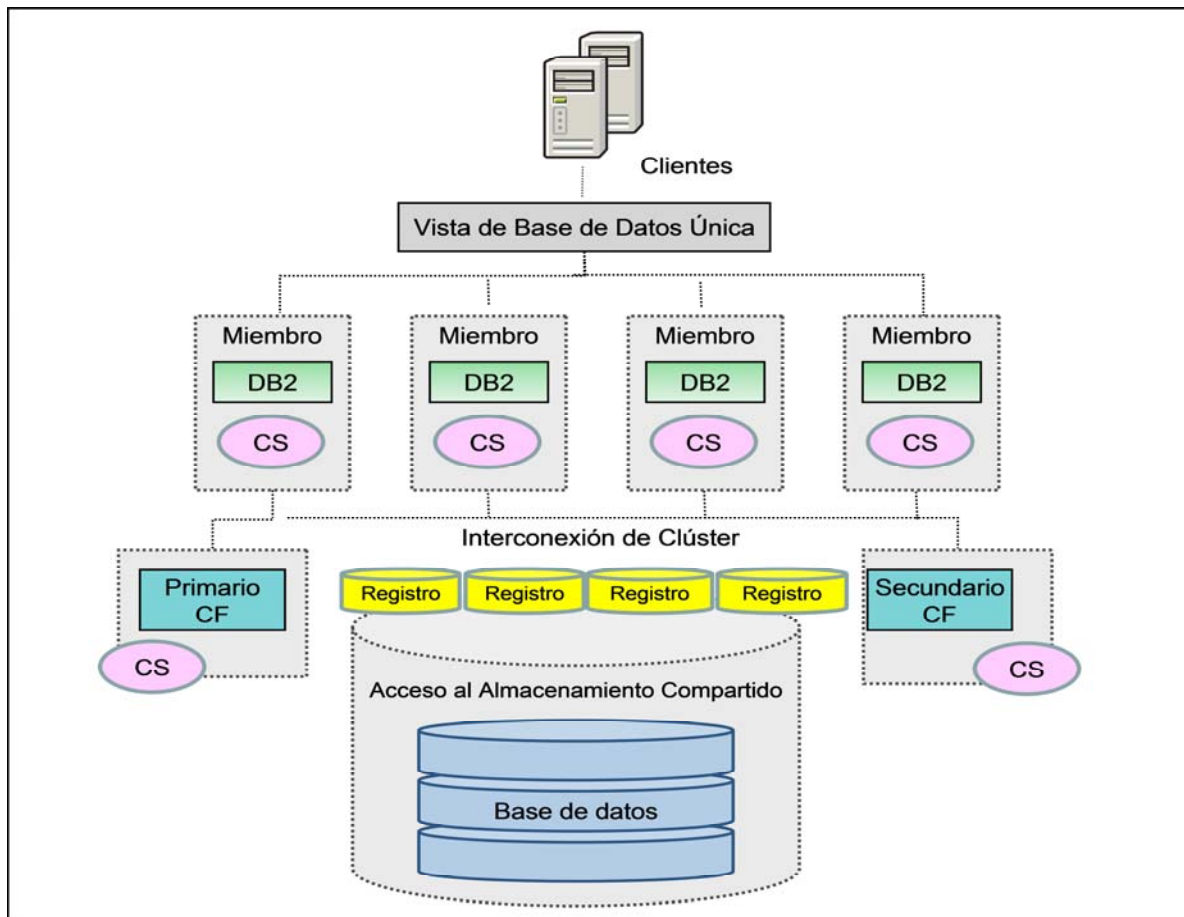 Clientes
Vista de Base de Datos Única
Miembro
Miembro
Miembro
Miembro
DB2
DB2
DB2
DB2
CS
CS
CS
CS
Interconexión de Clúster
Primario
CF
CS
Registro
Registro
Registro
Registro
Secundario
CF
CS
Acceso al Almacenamiento Compartido
Base de datos